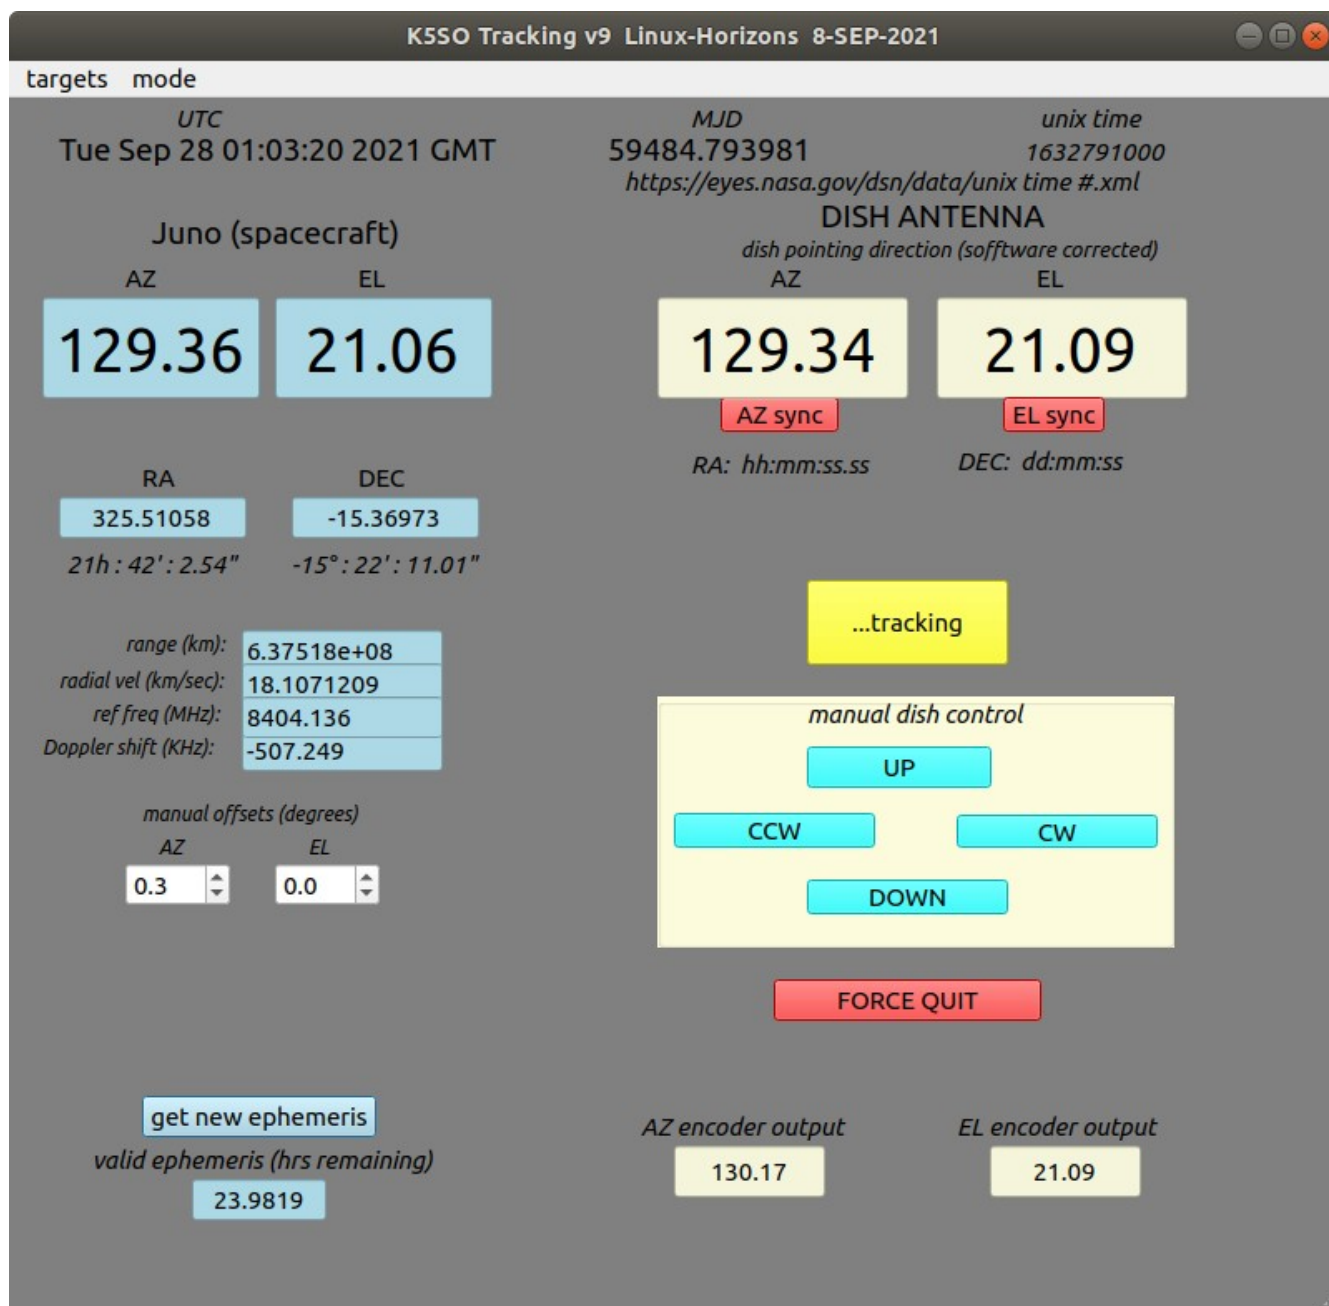 K5SO Tracking v9  Linux-Horizons  8-SEP-2021
targets mode
UTC MJD unix time
Tue Sep 28 01:03:20 2021 GMT 59484.793981 1632791000
https://eyes.nasa.gov/dsn/data/unix time #.xml
Juno (spacecraft) DISH ANTENNA
dish pointing direction (sofftware corrected)
AZ EL AZ EL
129.36 21.06 129.34 21.09
AZ sync EL sync
RA: hh:mm:ss.ss DEC: dd:mm:ss
RA DEC
325.51058 -15.36973
21h : 42' : 2.54" -15° : 22' : 11.01"
...tracking
range (km): 6.37518e+08
radial vel (km/sec): 18.1071209
ref freq (MHz): 8404.136
Doppler shift (KHz): -507.249
manual dish control
UP
CCW CW
DOWN
manual offsets (degrees)
AZ EL
0.3 0.0
FORCE QUIT
get new ephemeris
valid ephemeris (hrs remaining)
23.9819
AZ encoder output EL encoder output
130.17 21.09